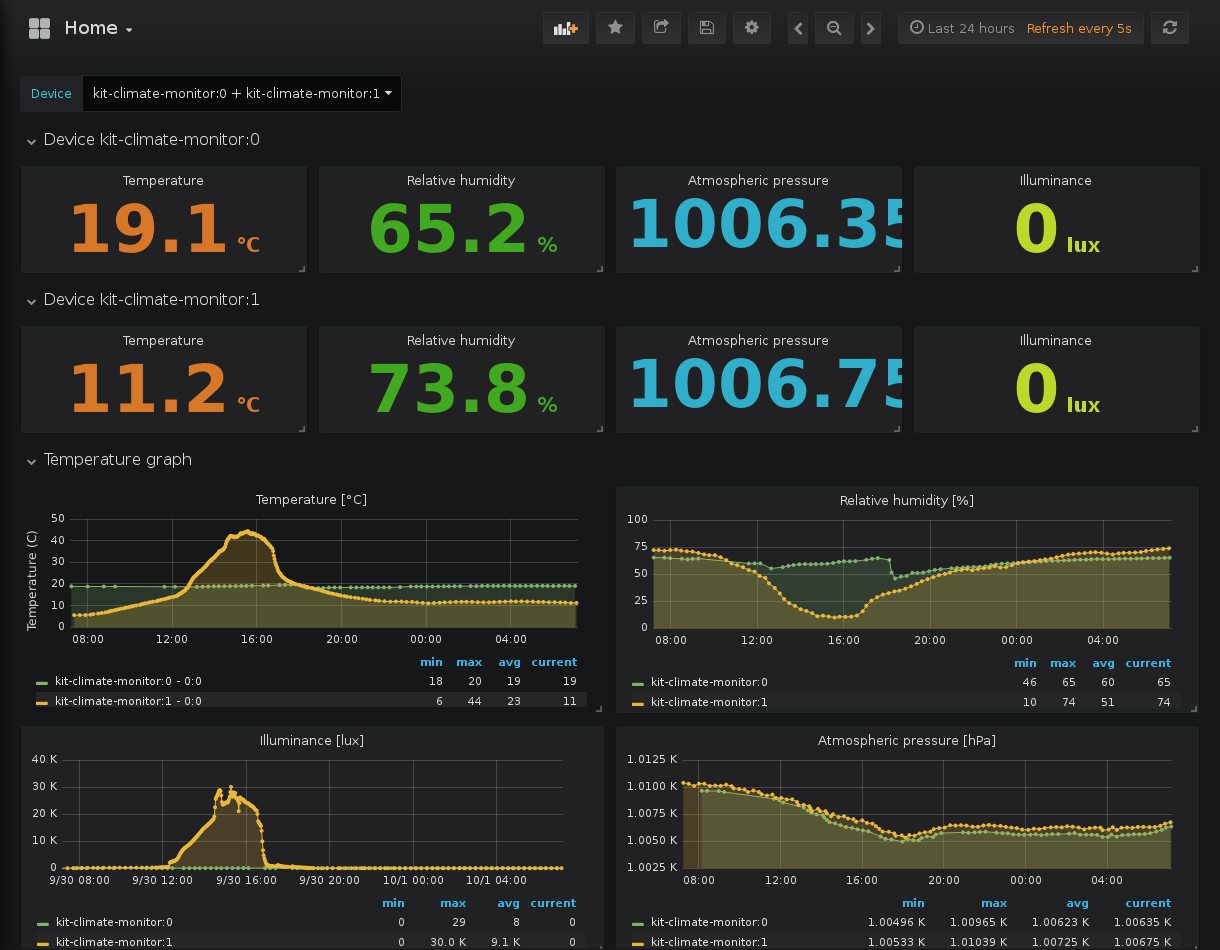 Home
Last 24 hours Refresh every 5s
Device kit-climate-monitor:0 + kit-climate-monitor:1
Device kit-climate-monitor:0
Temperature Relative humidity Atmospheric pressure Illuminance
19.1 °C 65.2 % 1006.35 0 lux
Device kit-climate-monitor:1
Temperature Relative humidity Atmospheric pressure Illuminance
11.2 °C 73.8 % 1006.75 0 lux
Temperature graph
Temperature [°C]
Temperature (C)
50
40
30
20
10
0
08:00 12:00 16:00 20:00 00:00 04:00
min max avg current
kit-climate-monitor:0 - 0:0 18 20 19 19
kit-climate-monitor:1 - 0:0 6 44 23 11
Relative humidity [%]
100
75
50
25
0
08:00 12:00 16:00 20:00 00:00 04:00
min max avg current
kit-climate-monitor:0 46 65 60 65
kit-climate-monitor:1 10 74 51 74
Illuminance [lux]
40 K
30 K
20 K
10 K
0
9/30 08:00 9/30 12:00 9/30 16:00 9/30 20:00 10/1 00:00 10/1 04:00
min max avg current
kit-climate-monitor:0 0 29 8 0
kit-climate-monitor:1 0 30.0 K 9.1 K 0
Atmospheric pressure [hPa]
1.0125 K
1.0100 K
1.0075 K
1.0050 K
1.0025 K
08:00 12:00 16:00 20:00 00:00 04:00
min max avg current
kit-climate-monitor:0 1.00496 K 1.00965 K 1.00623 K 1.00635 K
kit-climate-monitor:1 1.00533 K 1.01039 K 1.00725 K 1.00675 K